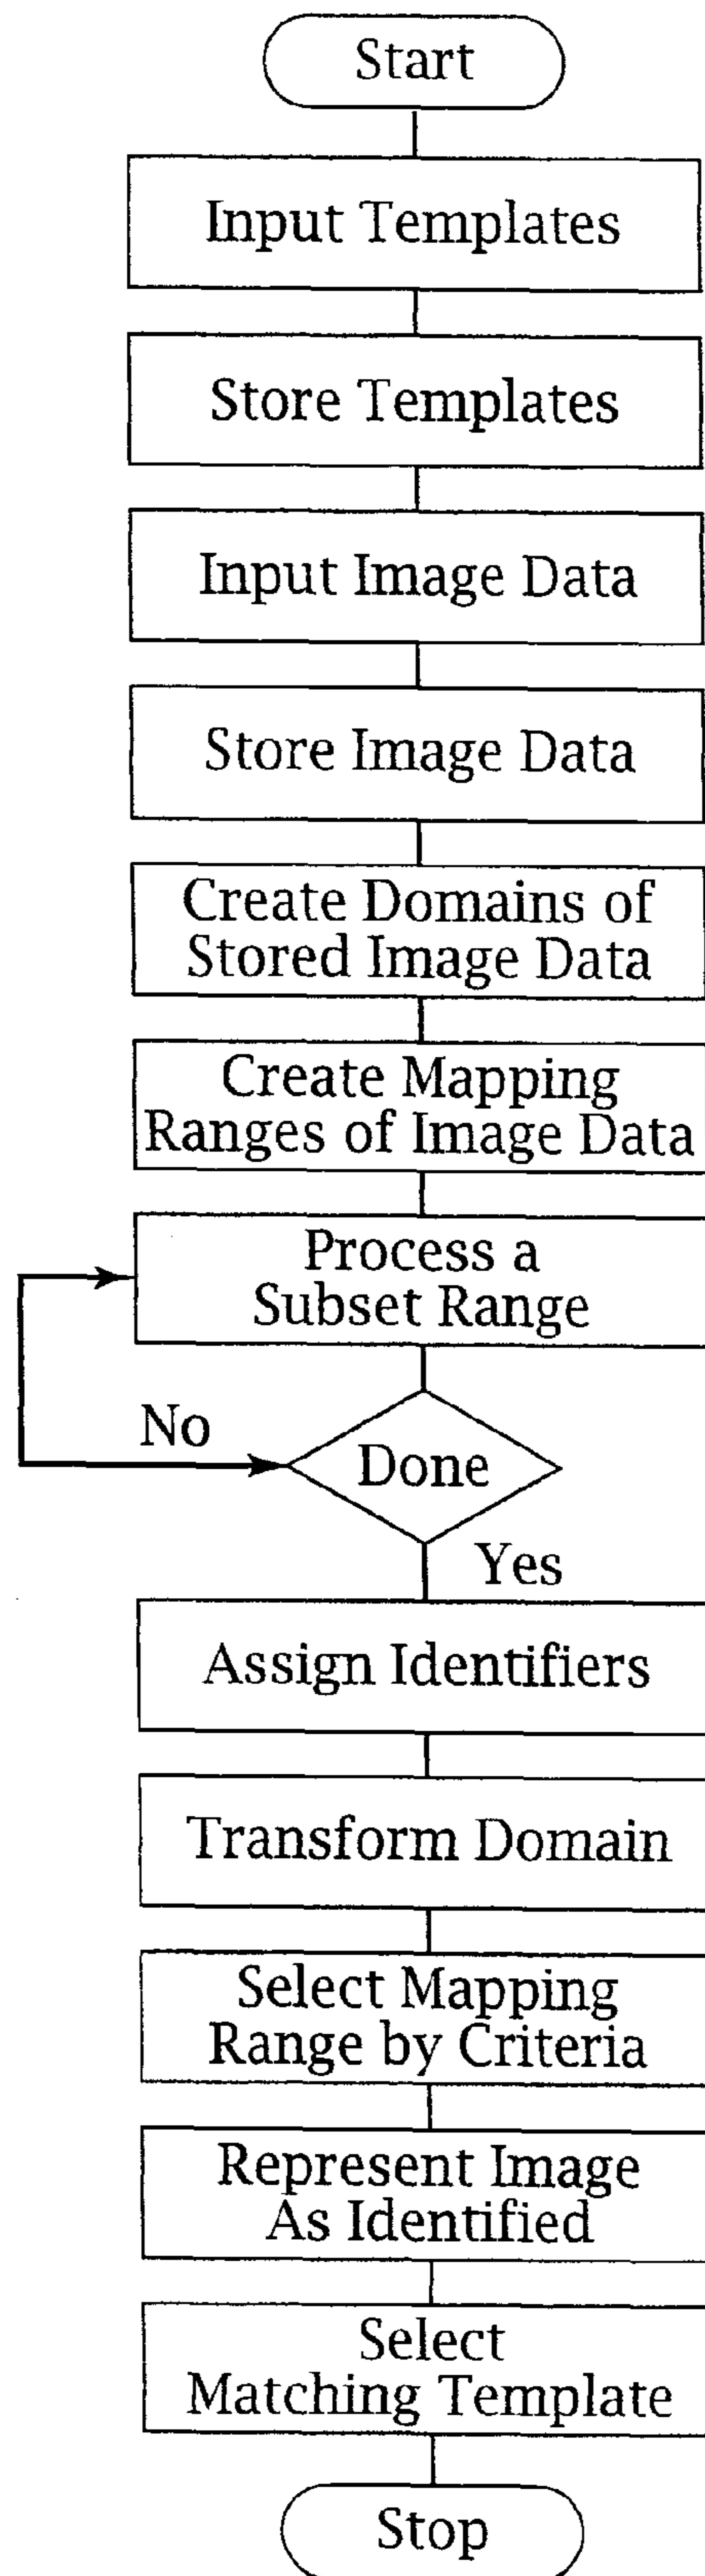 Start
Input Templates
Store Templates
Input Image Data
Store Image Data
Create Domains of
Stored Image Data
Create Mapping
Ranges of Image Data
Process a
Subset Range
No
Done
Yes
Assign Identifiers
Transform Domain
Select Mapping
Range by Criteria
Represent Image
As Identified
Select
Matching Template
Stop